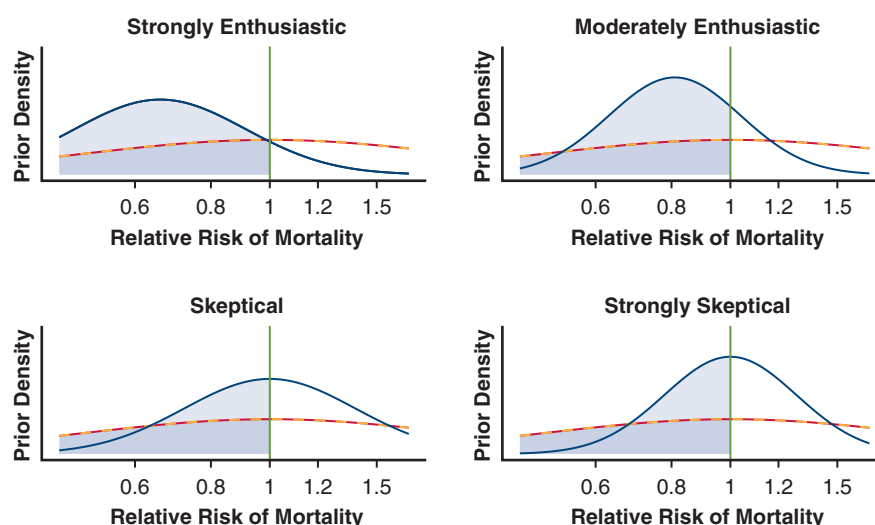 Strongly Enthusiastic
Prior Density
0.6 0.8 1 1.2 1.5
Relative Risk of Mortality
Moderately Enthusiastic
Prior Density
0.6 0.8 1 1.2 1.5
Relative Risk of Mortality
Skeptical
Prior Density
0.6 0.8 1 1.2 1.5
Relative Risk of Mortality
Strongly Skeptical
Prior Density
0.6 0.8 1 1.2 1.5
Relative Risk of Mortality